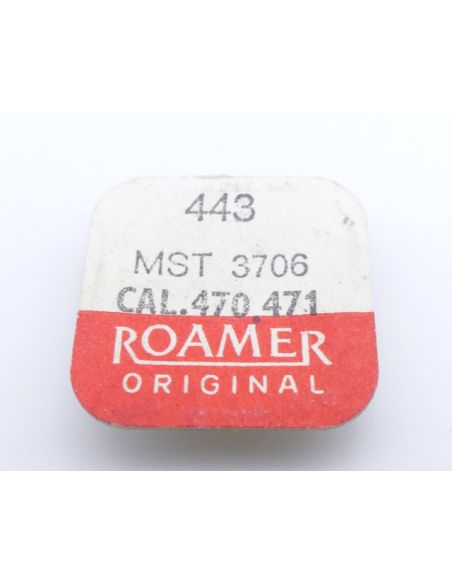 443
MST 3706
CAL.470.471
ROAMER
ORIGINAL